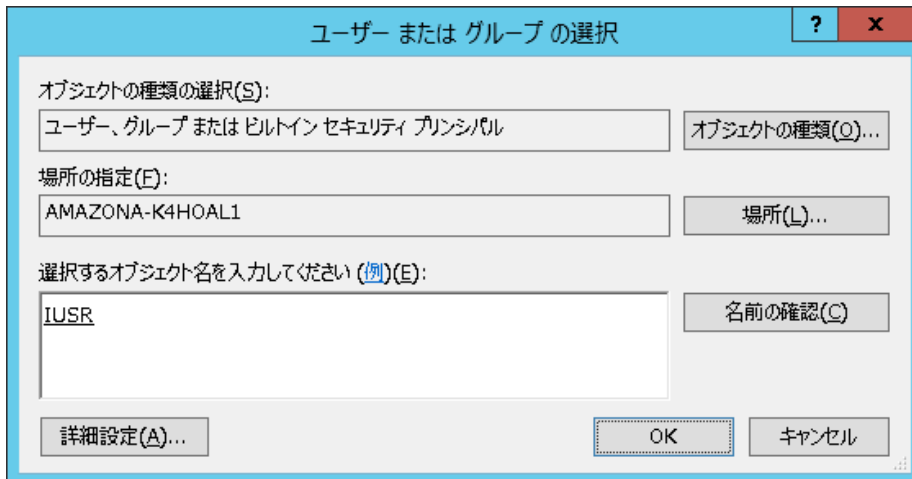 ユーザー または グループ の選択
? x
オブジェクトの種類の選択(S):
ユーザー、グループ または ビルトイン セキュリティ プリンシパル
オブジェクトの種類(O)...
場所の指定(F):
AMAZONA-K4HOAL1
場所(L)...
選択するオブジェクト名を入力してください (例)(E):
IUSR
名前の確認(C)
詳細設定(A)...
OK
キャンセル